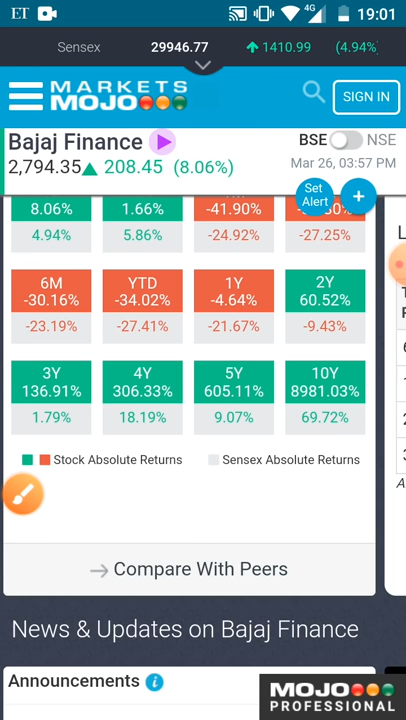 ET 4G 19:01
Sensex 29946.77 1410.99 (4.94%)
MARKETS
MOJO
SIGN IN
Bajaj Finance BSE NSE
2,794.35 208.45 (8.06%) Mar 26, 03:57 PM
Set
Alert +
8.06% 1.66% -41.90%
4.94% 5.86% -24.92% -27.25%
6M YTD 1Y 2Y
-30.16% -34.02% -4.64% 60.52%
-23.19% -27.41% -21.67% -9.43%
3Y 4Y 5Y 10Y
136.91% 306.33% 605.11% 8981.03%
1.79% 18.19% 9.07% 69.72%
Stock Absolute Returns Sensex Absolute Returns
Compare With Peers
News & Updates on Bajaj Finance
Announcements i
MOJO
PROFESSIONAL